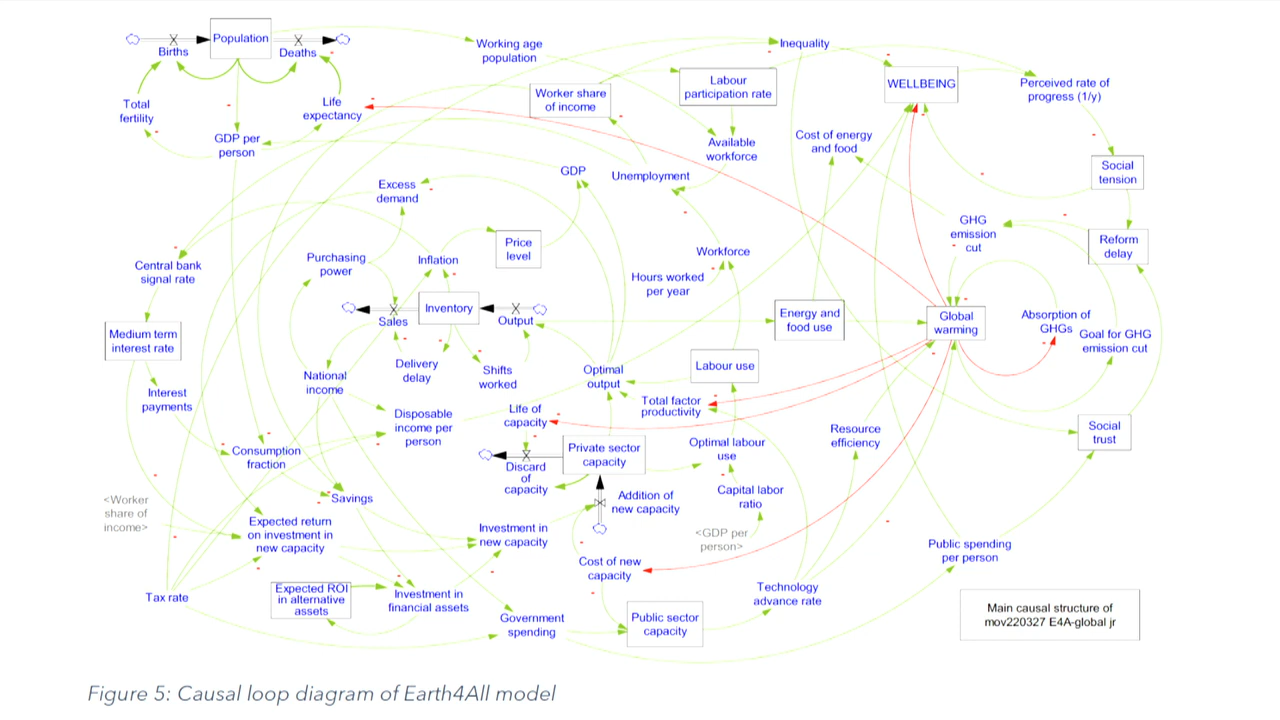 Population
Births
Deaths
Working age
population
Inequality
WELLBEING
Perceived rate of
progress (1/y)
Labour
participation rate
Worker share
of income
Total
fertility
Life
expectancy
GDP per
person
Available
workforce
Cost of energy
and food
Social
tension
GDP
Unemployment
Excess
demand
GHG
emission
cut
Reform
delay
Price
level
Workforce
Central bank
signal rate
Purchasing
power
Inflation
Hours worked
per year
Inventory
Sales
Output
Energy and
food use
Global
warming
Absorption of
GHGs
Goal for GHG
emission cut
Medium term
interest rate
Delivery
delay
Shifts
worked
Optimal
output
Labour use
National
income
Interest
payments
Total factor
productivity
Life of
capacity
Disposable
income per
person
Resource
efficiency
Social
trust
Consumption
fraction
Private sector
capacity
Optimal labour
use
Discard
of
capacity
Addition of
new capacity
Capital labor
ratio
<Worker
share of
income>
Savings
Expected return
on investment in
new capacity
Investment in
new capacity
<GDP per
person>
Public spending
per person
Cost of new
capacity
Tax rate
Expected ROI
in alternative
assets
Investment in
financial assets
Technology
advance rate
Government
spending
Public sector
capacity
Main causal structure of
mov220327 E4A-global jr
Figure 5: Causal loop diagram of Earth4All model